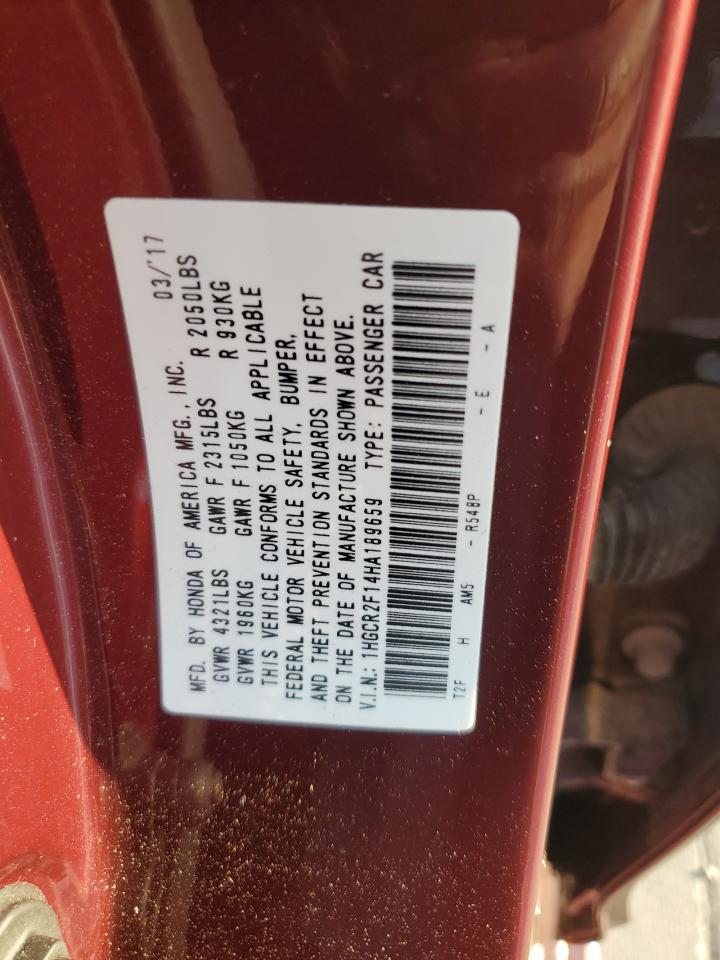 MFD. BY HONDA OF AMERICA MFG., INC. 03/'17
GVWR 4321LBS GAWR F 2315LBS R 2050LBS
GVWR 1960KG GAWR F 1050KG R 930KG
THIS VEHICLE CONFORMS TO ALL APPLICABLE
FEDERAL MOTOR VEHICLE SAFETY, BUMPER,
AND THEFT PREVENTION STANDARDS IN EFFECT
ON THE DATE OF MANUFACTURE SHOWN ABOVE.
V.I.N.: 1HGCR2F14HA189659 TYPE: PASSENGER CAR
T2F H AM5 - R548P - E - A